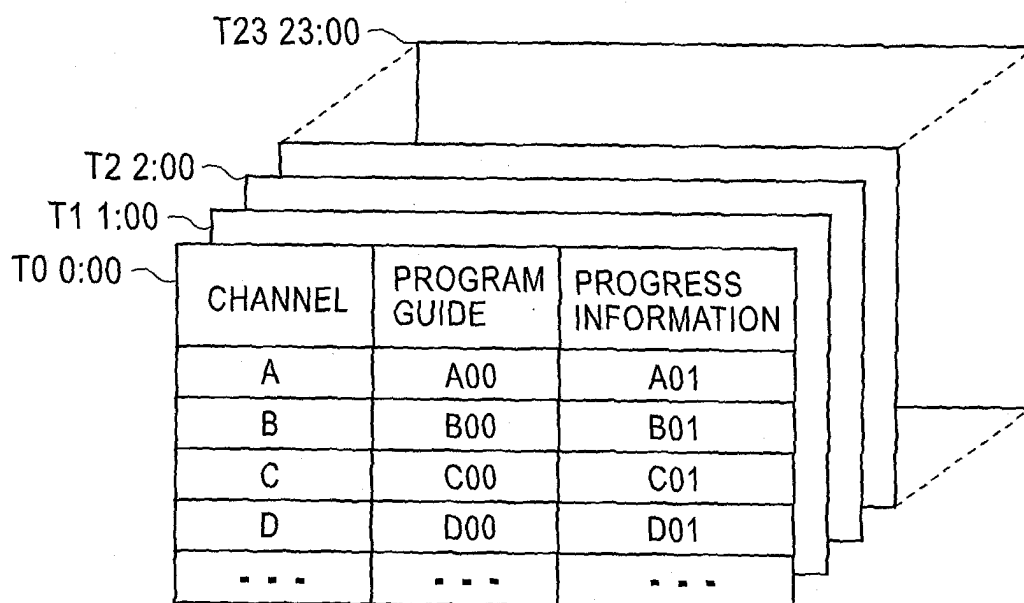 T23 23:00
T2 2:00
T1 1:00
T0 0:00
CHANNEL PROGRAM GUIDE PROGRESS INFORMATION
A A00 A01
B B00 B01
C C00 C01
D D00 D01
... ... ...